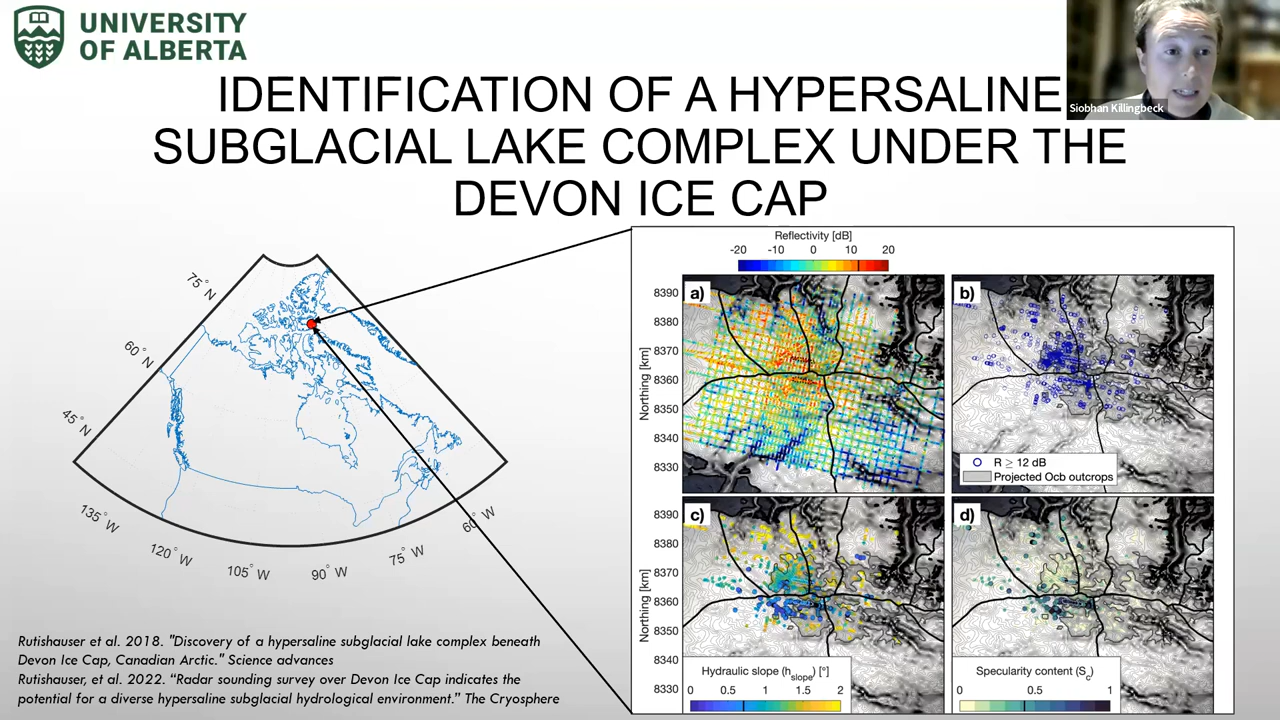 UNIVERSITY
OF ALBERTA
Siobhan Killingbeck
IDENTIFICATION OF A HYPERSALINE
SUBGLACIAL LAKE COMPLEX UNDER THE
DEVON ICE CAP
75° N
60° N
45° N
135° W
120° W
105° W
90° W
75° W
60° W
Reflectivity [dB]
-20 -10 0 10 20
a)
8390
8380
8370
8360
8350
8340
8330
Northing [km]
b)
R ≥ 12 dB
Projected Ocb outcrops
c)
8390
8380
8370
8360
8350
8340
8330
Northing [km]
Hydraulic slope (hslope) [°]
0 0.5 1 1.5 2
d)
Specularity content (Sc)
0 0.5 1
Rutishauser et al. 2018. "Discovery of a hypersaline subglacial lake complex beneath
Devon Ice Cap, Canadian Arctic." Science advances
Rutishauser, et al. 2022. “Radar sounding survey over Devon Ice Cap indicates the
potential for a diverse hypersaline subglacial hydrological environment.” The Cryosphere